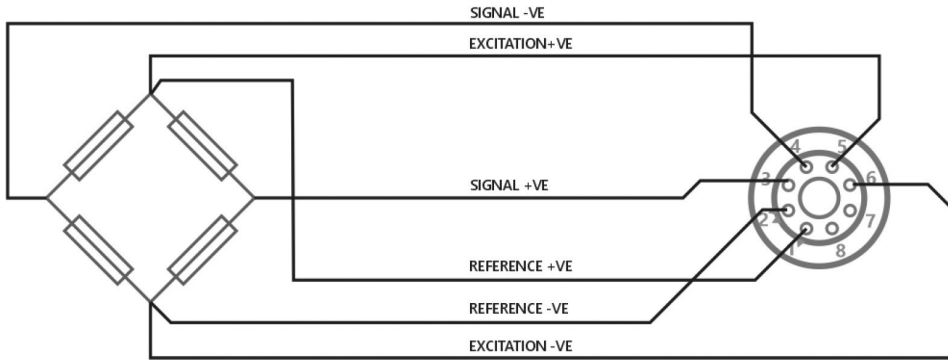 SIGNAL -VE
EXCITATION+VE
4 5
3 6
SIGNAL +VE
2 7
1 8
REFERENCE +VE
REFERENCE -VE
EXCITATION -VE